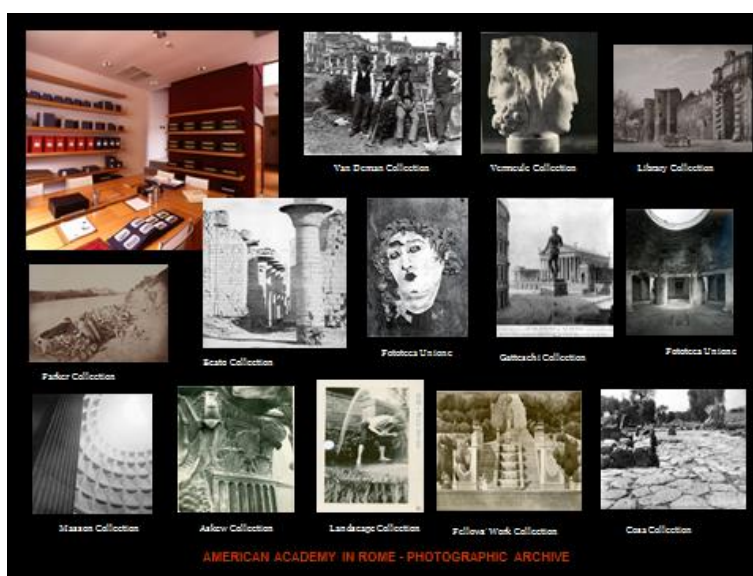 Van Deman Collection
Vermeule Collection
Library Collection
Parker Collection
Beato Collection
Fototeca Unione
Gatteschi Collection
Fototeca Unione
Masson Collection
Askew Collection
Landscape Collection
Fellows' Work Collection
Cosa Collection
AMERICAN ACADEMY IN ROME - PHOTOGRAPHIC ARCHIVE